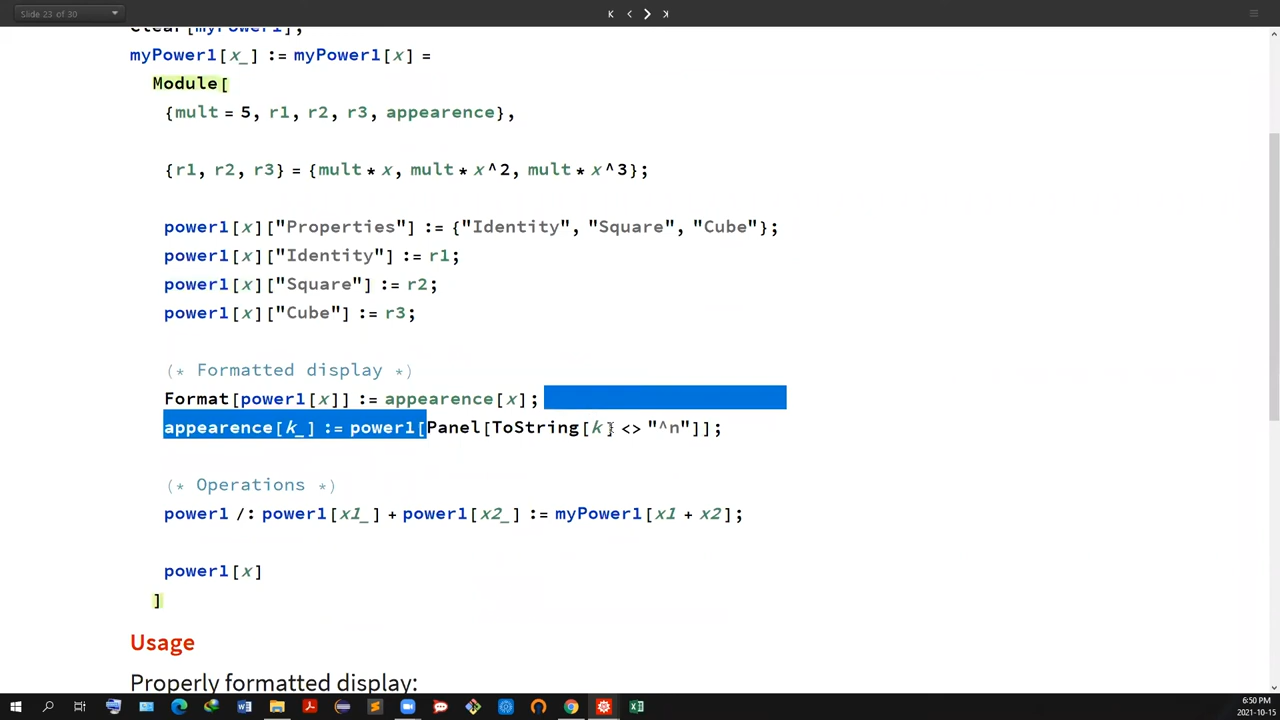 Slide 23 of 30
Clear[myPower1];
myPower1[x_] := myPower1[x] =
Module[
{mult = 5, r1, r2, r3, appearence},
{r1, r2, r3} = {mult * x, mult * x^2, mult * x^3};
power1[x]["Properties"] := {"Identity", "Square", "Cube"};
power1[x]["Identity"] := r1;
power1[x]["Square"] := r2;
power1[x]["Cube"] := r3;
(* Formatted display *)
Format[power1[x]] := appearence[x];
appearence[k_] := power1[Panel[ToString[k] <> "^n"]];
(* Operations *)
power1 /: power1[x1_] + power1[x2_] := myPower1[x1 + x2];
power1[x]
]
Usage
Properly formatted display:
6:50 PM
2021-10-15